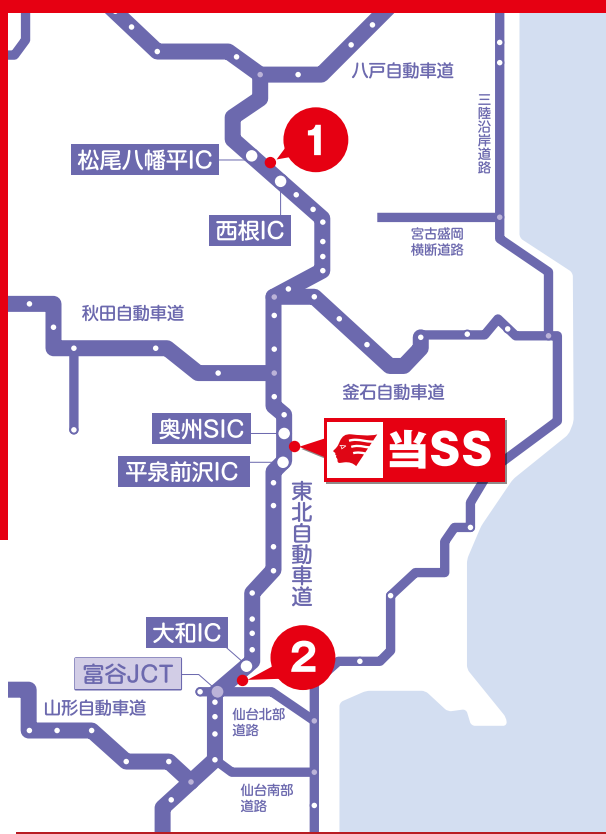 八戸自動車道
三陸沿岸道路
1
松尾八幡平IC
西根IC
宮古盛岡
横断道路
秋田自動車道
釜石自動車道
奥州SIC
当SS
平泉前沢IC
東北自動車道
大和IC
2
富谷JCT
山形自動車道
仙台北部
道路
仙台南部
道路